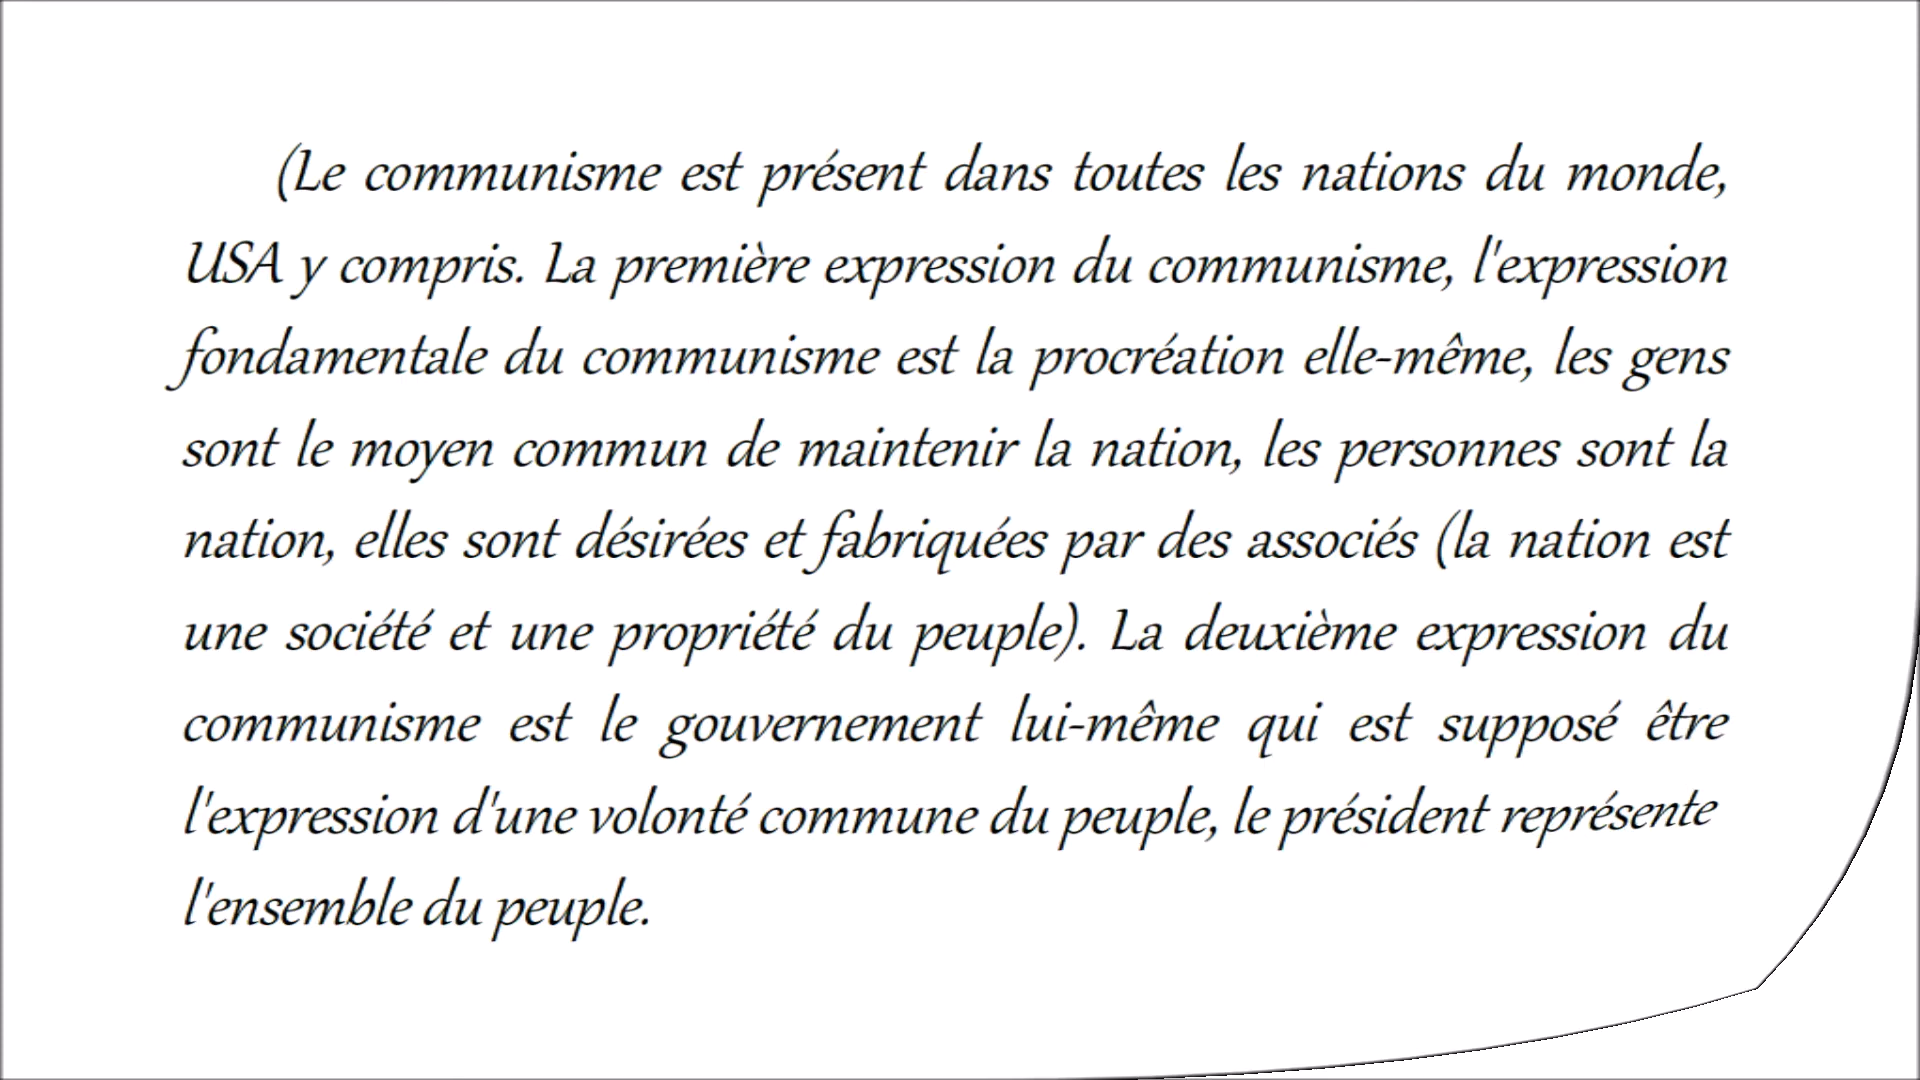 (Le communisme est présent dans toutes les nations du monde,
USA y compris. La première expression du communisme, l'expression
fondamentale du communisme est la procréation elle-même, les gens
sont le moyen commun de maintenir la nation, les personnes sont la
nation, elles sont désirées et fabriquées par des associés (la nation est
une société et une propriété du peuple). La deuxième expression du
communisme est le gouvernement lui-même qui est supposé être
l'expression d'une volonté commune du peuple, le président représente
l'ensemble du peuple.